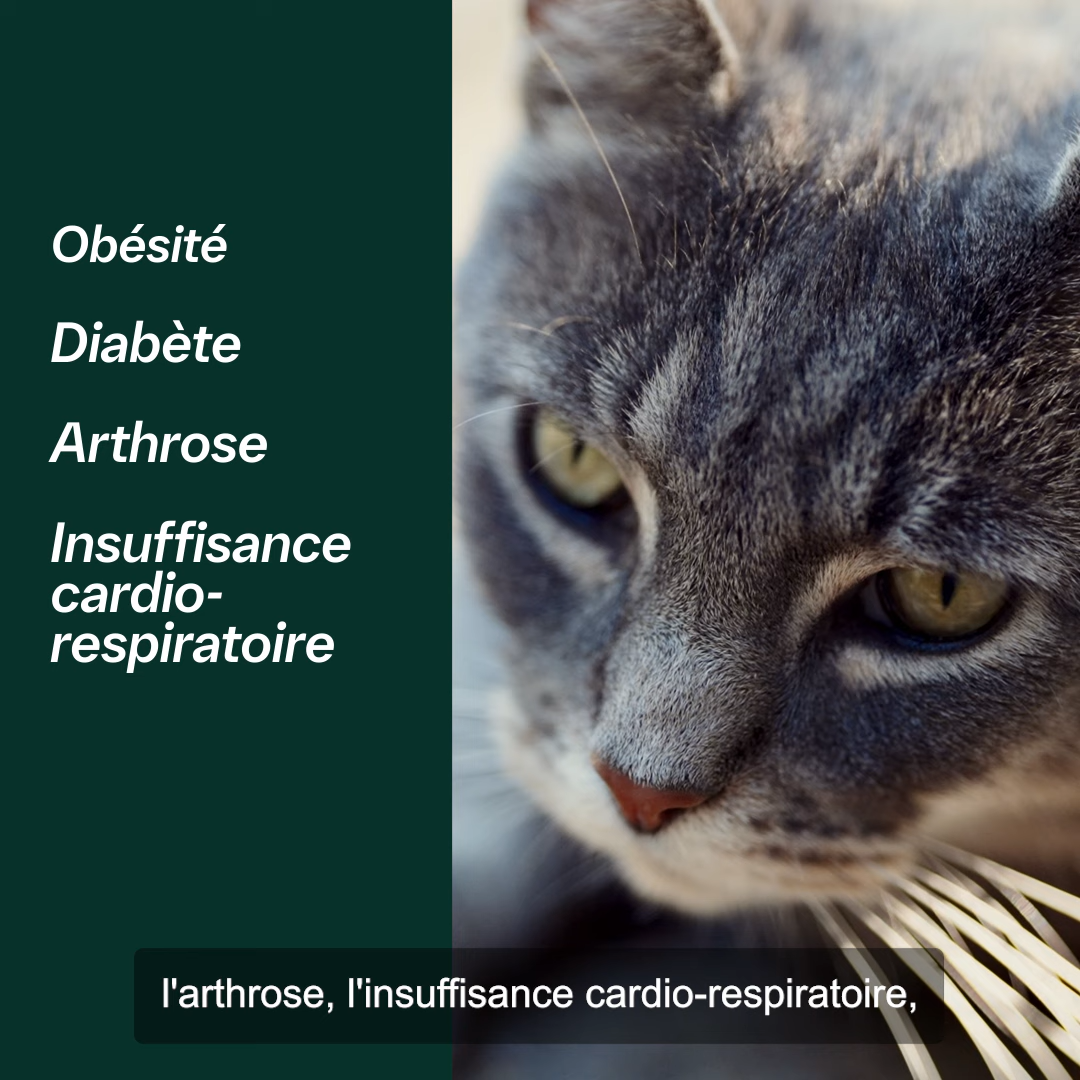 Obésité
Diabète
Arthrose
Insuffisance
cardio-
respiratoire
l'arthrose, l'insuffisance cardio-respiratoire,